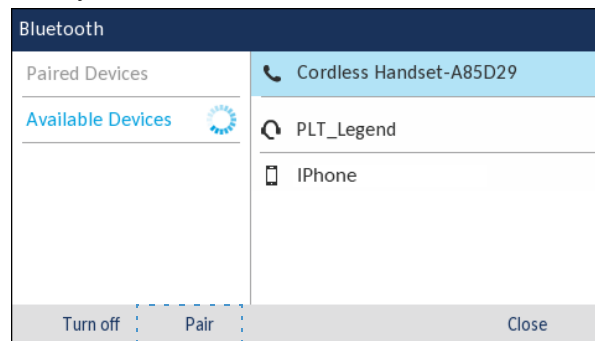 Bluetooth
Paired Devices
Available Devices
Cordless Handset-A85D29
PLT_Legend
IPhone
Turn off Pair Close